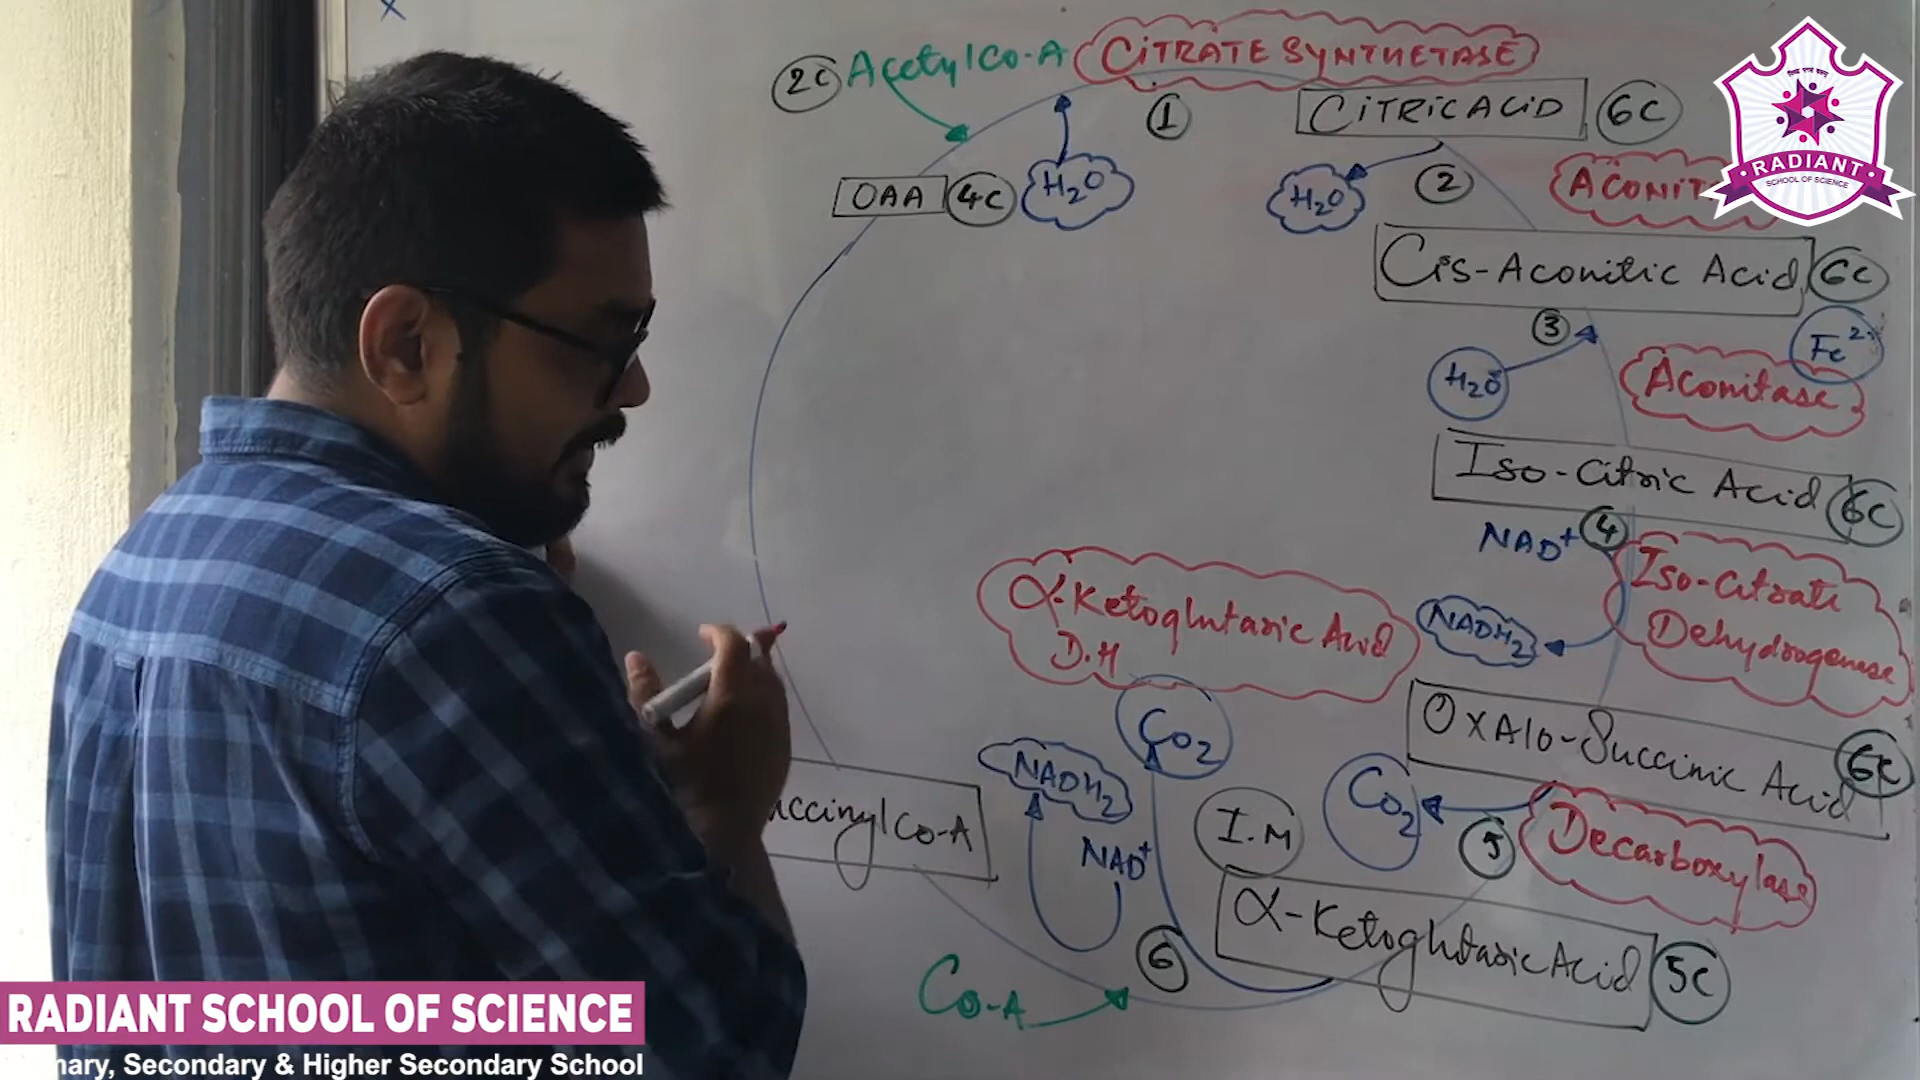 2C Acetyl Co-A CITRATE SYNTHETASE
1
CITRIC ACID 6C
OAA 4C H2O
H2O 2
Cis-Aconitic Acid 6C
3 Fe2+
H2O Aconitase
Iso-Citric Acid 6C
NAD+ 4 Iso-Citrate
Dehydrogenase
NADH2
α-Ketoglutaric Acid
D.H
OXAlo-Succinic Acid 6C
CO2
NADH2
NAD+
I.M
CO2
5 Decarboxylase
Co-A
α-Ketoglutaric Acid 5C
6
Co-A
RADIANT
SCHOOL OF SCIENCE
RADIANT SCHOOL OF SCIENCE
Secondary & Higher Secondary School